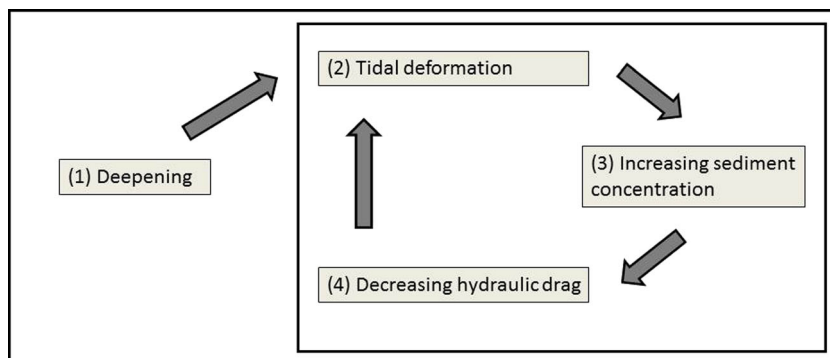 (2) Tidal deformation
(1) Deepening
(3) Increasing sediment
concentration
(4) Decreasing hydraulic drag